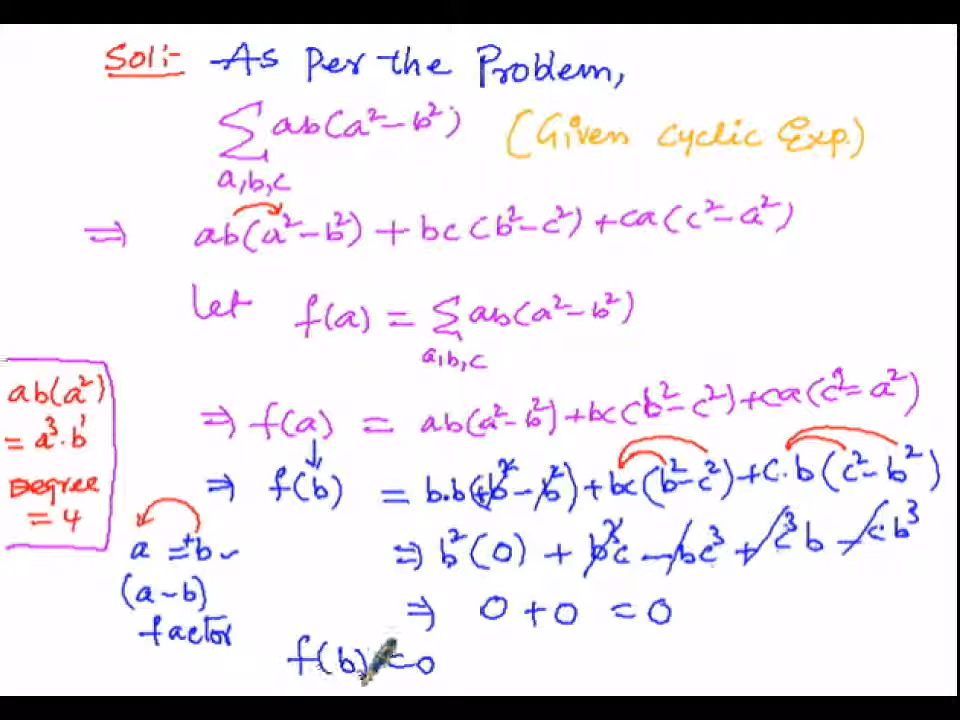 Sol:- As Per the Problem,
∑ ab(a²-b²) (Given cyclic Exp.)
a,b,c
⇒ ab(a²-b²)+bc(b²-c²)+ca(c²-a²)
let f(a) = ∑ ab(a²-b²)
a,b,c
⇒ f(a) = ab(a²-b²)+bc(b²-c²)+ca(c²-a²)
⇒ f(b) = b.b(b²-b²)+bc(b²-c²)+c.b(c²-b²)
⇒ b²(0) + b³c - bc³ + c³b - cb³
⇒ 0+0 = 0
f(b) = 0
ab(a²)
= a³.b¹
Degree
= 4
a = +b
(a-b)
factor